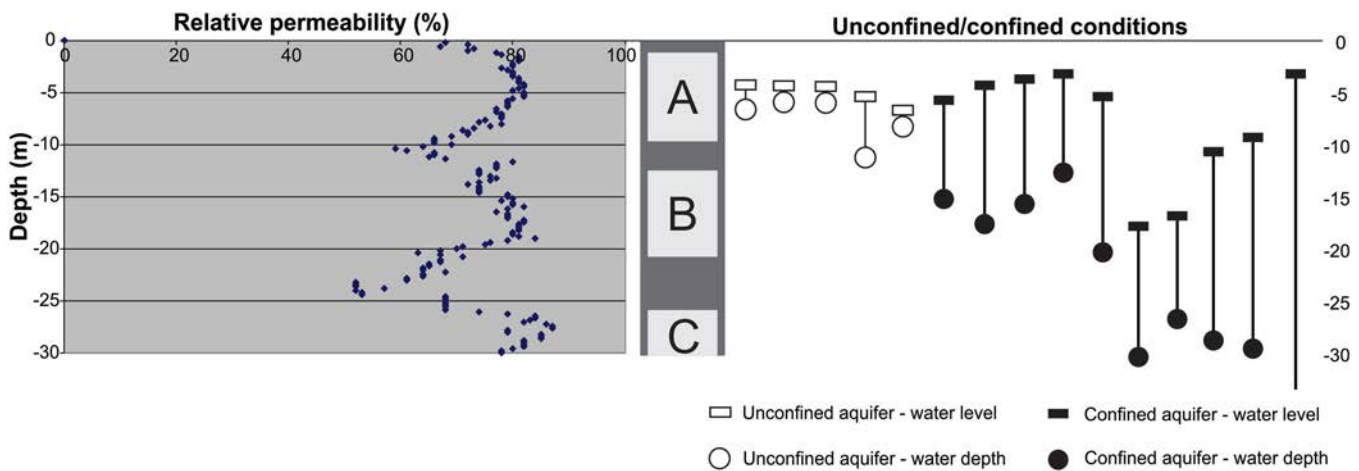 Relative permeability (%)
Unconfined/confined conditions
0
0
20
40
60
80
100
0
-5
-10
-15
-20
-25
-30
Depth (m)
A
B
C
-5
-10
-15
-20
-25
-30
Unconfined aquifer - water level
Confined aquifer - water level
Unconfined aquifer - water depth
Confined aquifer - water depth